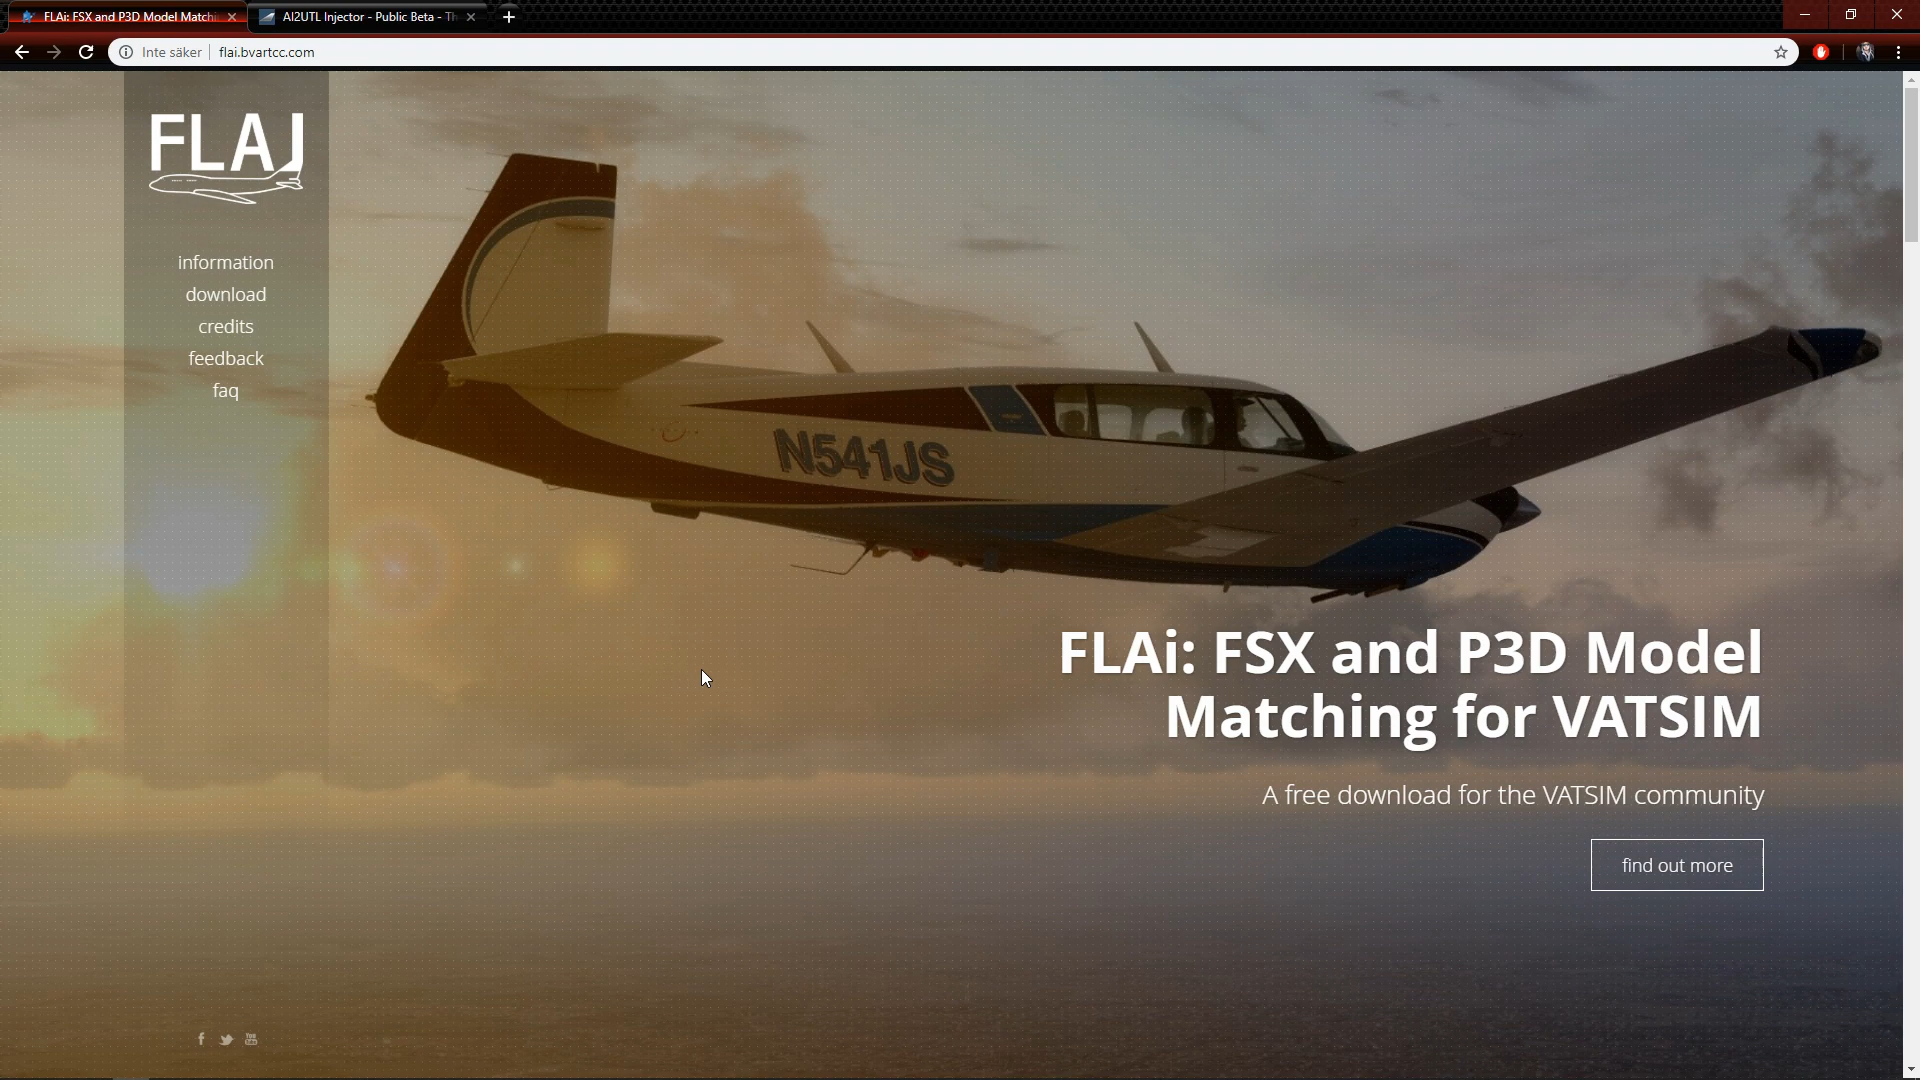 FLAi: FSX and P3D Model Matchi
AI2UTL Injector - Public Beta - Th
Inte säker
flai.bvartcc.com
FLAI
information
download
credits
feedback
faq
N541JS
FLAi: FSX and P3D Model
Matching for VATSIM
A free download for the VATSIM community
find out more